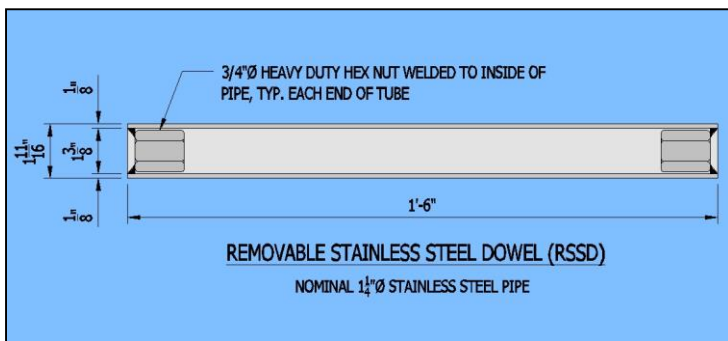 3/4"Ø HEAVY DUTY HEX NUT WELDED TO INSIDE OF
PIPE, TYP. EACH END OF TUBE
1/8"
1 11/16"
1 3/8"
1/8"
1'-6"
REMOVABLE STAINLESS STEEL DOWEL (RSSD)
NOMINAL 1 1/4"Ø STAINLESS STEEL PIPE